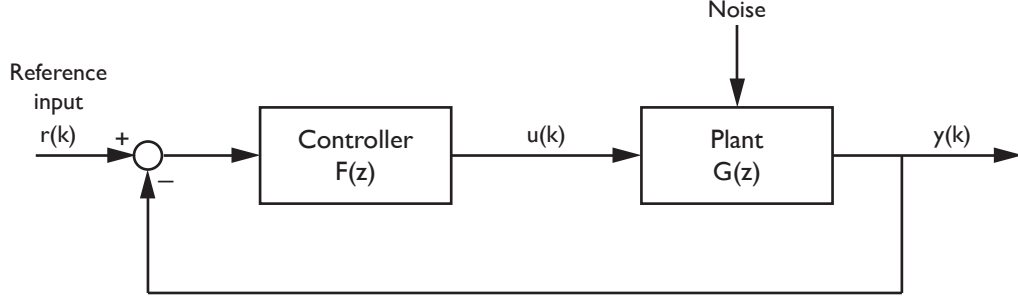 Noise
Reference
input
r(k)
+
–
Controller
F(z)
u(k)
Plant
G(z)
y(k)